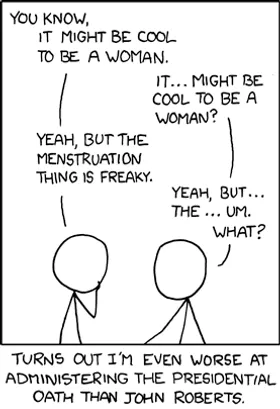 YOU KNOW,
IT MIGHT BE COOL
TO BE A WOMAN.
IT... MIGHT BE
COOL TO BE A
WOMAN?
YEAH, BUT THE
MENSTRUATION
THING IS FREAKY.
YEAH, BUT...
THE ... UM.
WHAT?
TURNS OUT I'M EVEN WORSE AT
ADMINISTERING THE PRESIDENTIAL
OATH THAN JOHN ROBERTS.